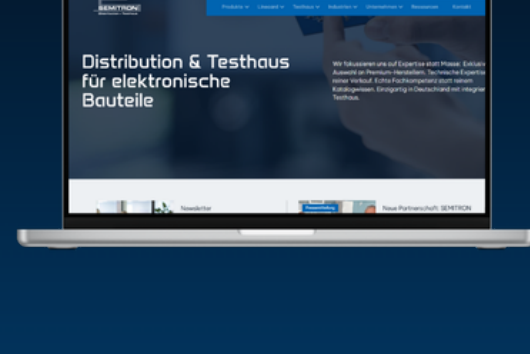 SEMITRON
Produkte Linecard Testhaus Industrien Unternehmen Ressourcen Kontakt
Distribution & Testhaus
für elektronische
Bauteile
Wir fokussieren uns auf Expertise statt Masse: Exklusiv
Auswahl an Premium-Herstellern. Technische Expertise
reiner Verkauf. Echte Fachkompetenz statt reinem
Katalogwissen. Einzigartig in Deutschland mit integrier
Testhaus.
Newsletter
Neue Partnerschaft: SEMITRON